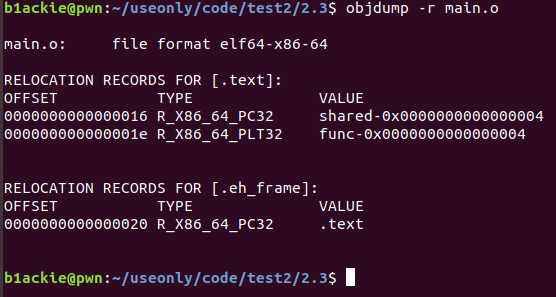 b1ackie@pwn:~/useonly/code/test2/2.3$ objdump -r main.o
main.o:     file format elf64-x86-64
RELOCATION RECORDS FOR [.text]:
OFFSET           TYPE              VALUE
0000000000000016 R_X86_64_PC32     shared-0x0000000000000004
000000000000001e R_X86_64_PLT32    func-0x0000000000000004
RELOCATION RECORDS FOR [.eh_frame]:
OFFSET           TYPE              VALUE
0000000000000020 R_X86_64_PC32     .text
b1ackie@pwn:~/useonly/code/test2/2.3$